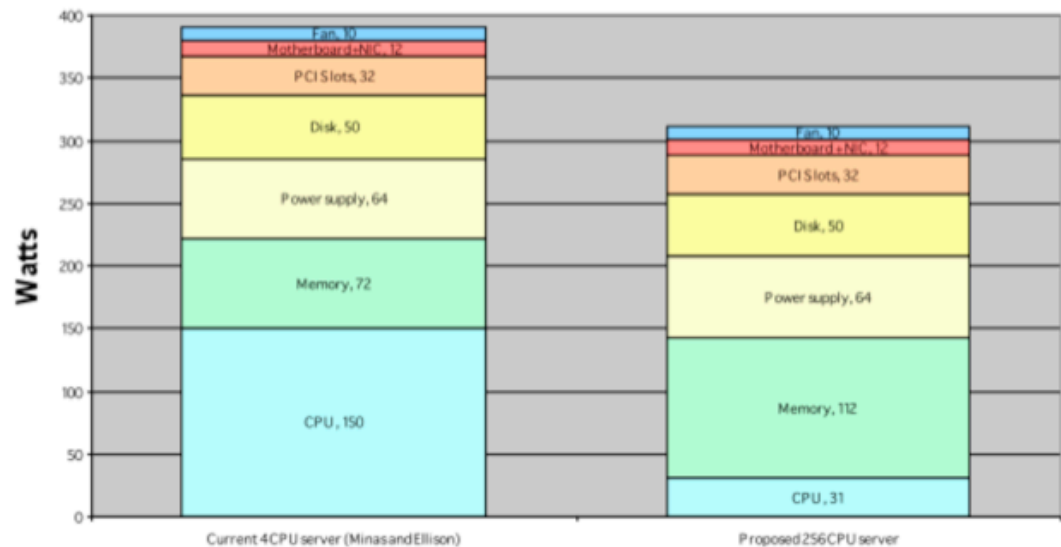 400
350
300
250
200
150
100
50
0
Watts
Fan, 10
Motherboard+NIC, 12
PCI Slots, 32
Disk, 50
Power supply, 64
Memory, 72
CPU, 150
Current 4CPU server (Minas and Ellison)
Fan, 10
Motherboard+NIC, 12
PCI Slots, 32
Disk, 50
Power supply, 64
Memory, 112
CPU, 31
Proposed 256CPU server